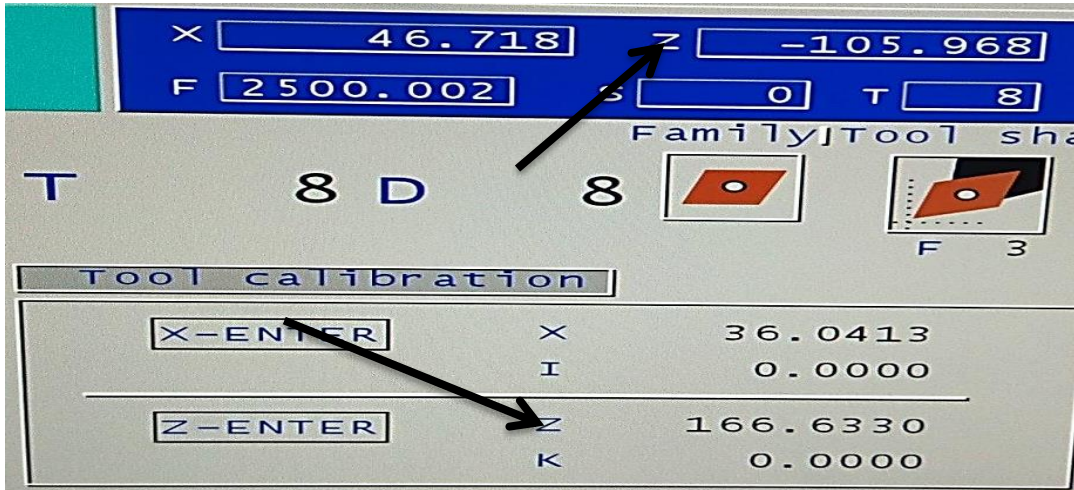 X 46.718 Z -105.968
F 2500.002 S 0 T 8
Family Tool sha
T 8 D 8
F 3
Tool calibration
X-ENTER X 36.0413
I 0.0000
Z-ENTER Z 166.6330
K 0.0000